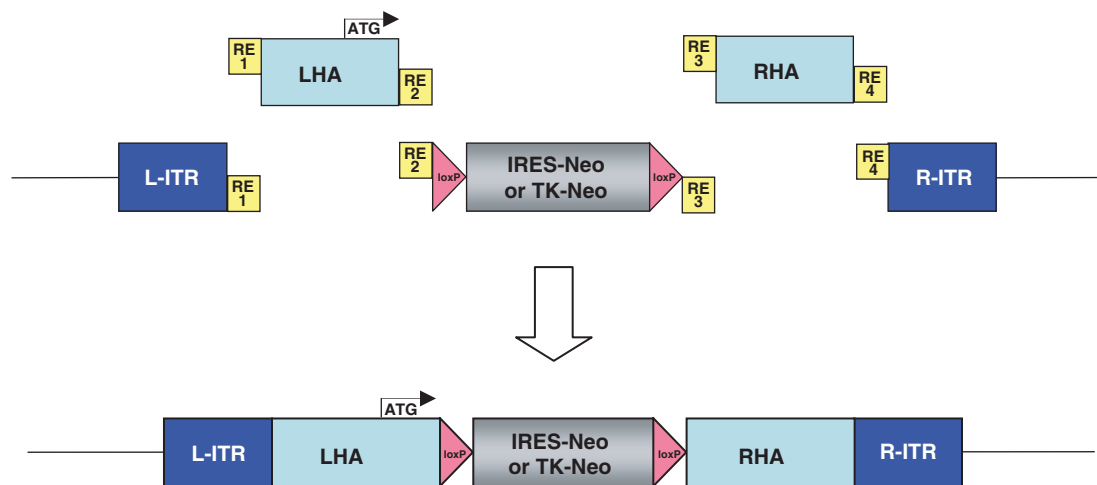 ATG
RE
1
LHA
RE
2
RE
3
RHA
RE
4
L-ITR
RE
1
RE
2
loxP
IRES-Neo
or TK-Neo
loxP
RE
3
RE
4
R-ITR
ATG
L-ITR
LHA
loxP
IRES-Neo
or TK-Neo
loxP
RHA
R-ITR